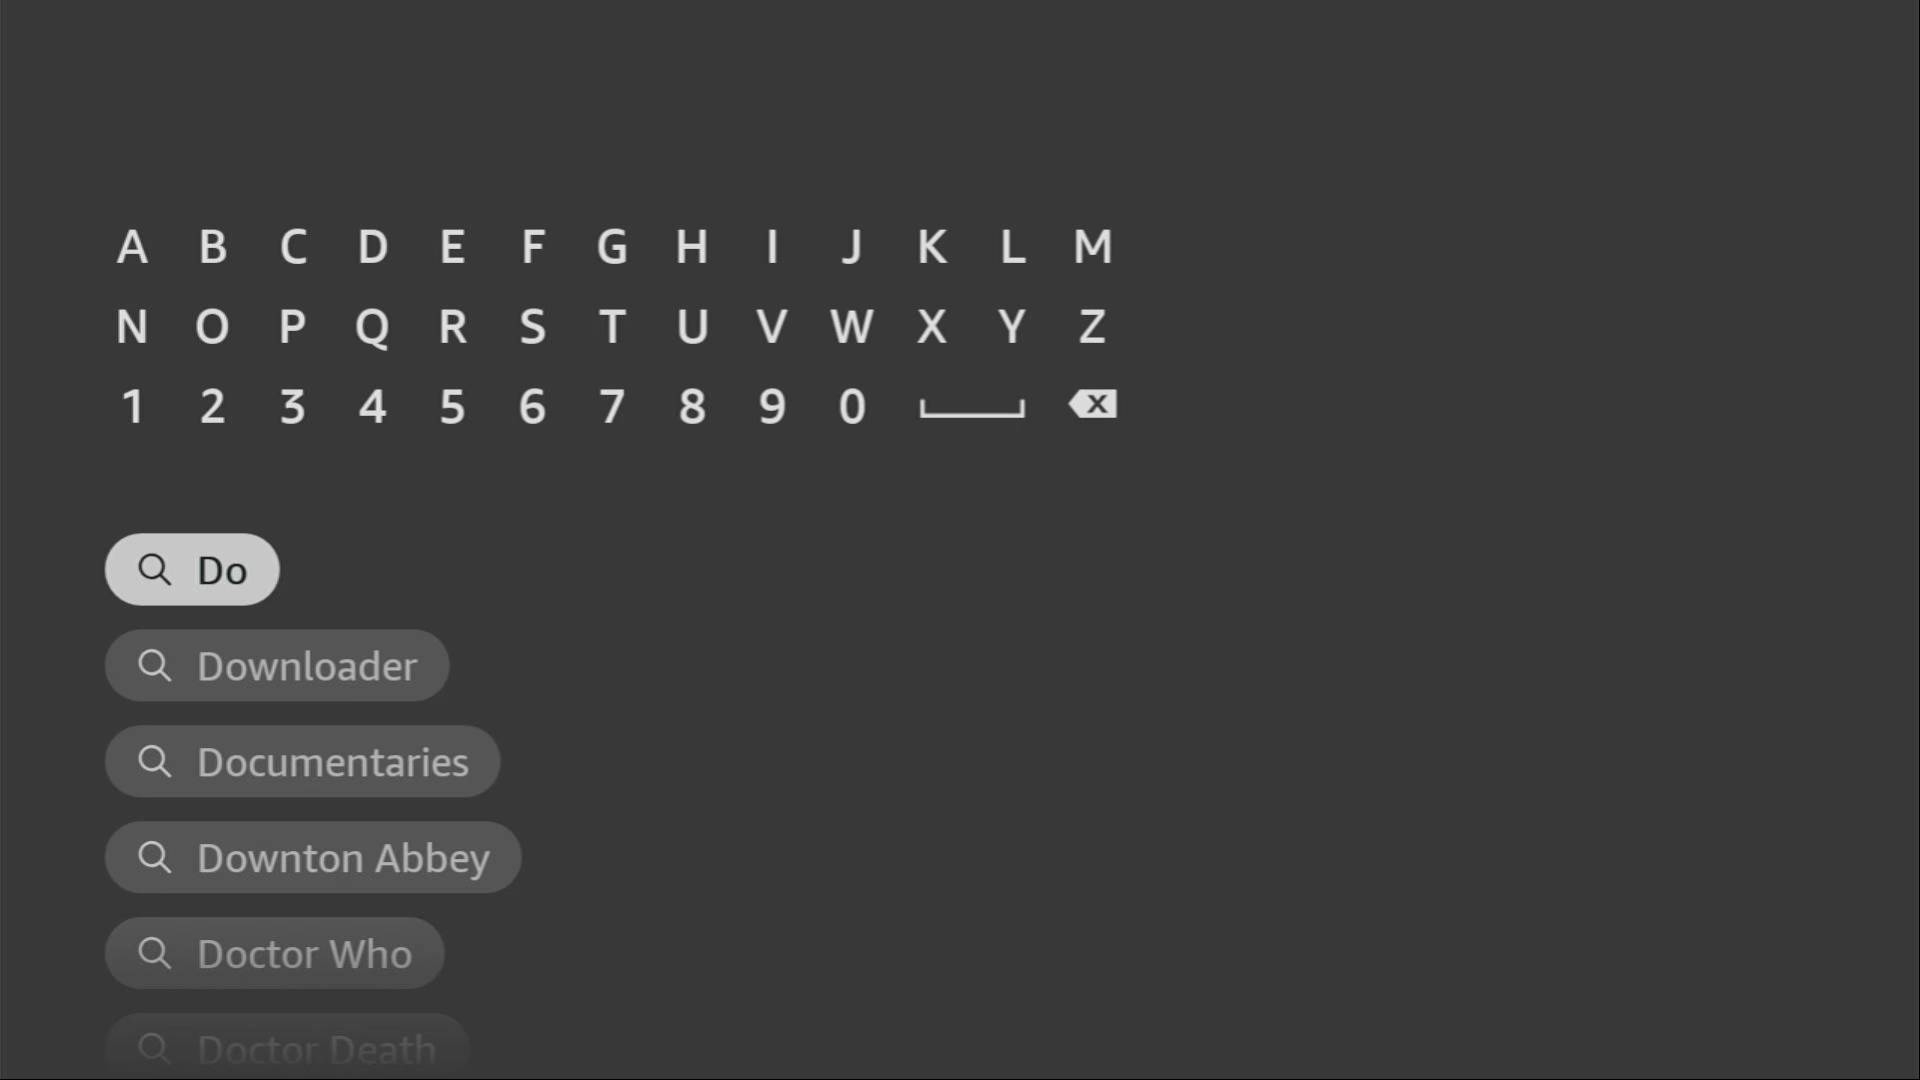 A B C D E F G H I J K L M
N O P Q R S T U V W X Y Z
1 2 3 4 5 6 7 8 9 0
Do
Downloader
Documentaries
Downton Abbey
Doctor Who
Doctor Death